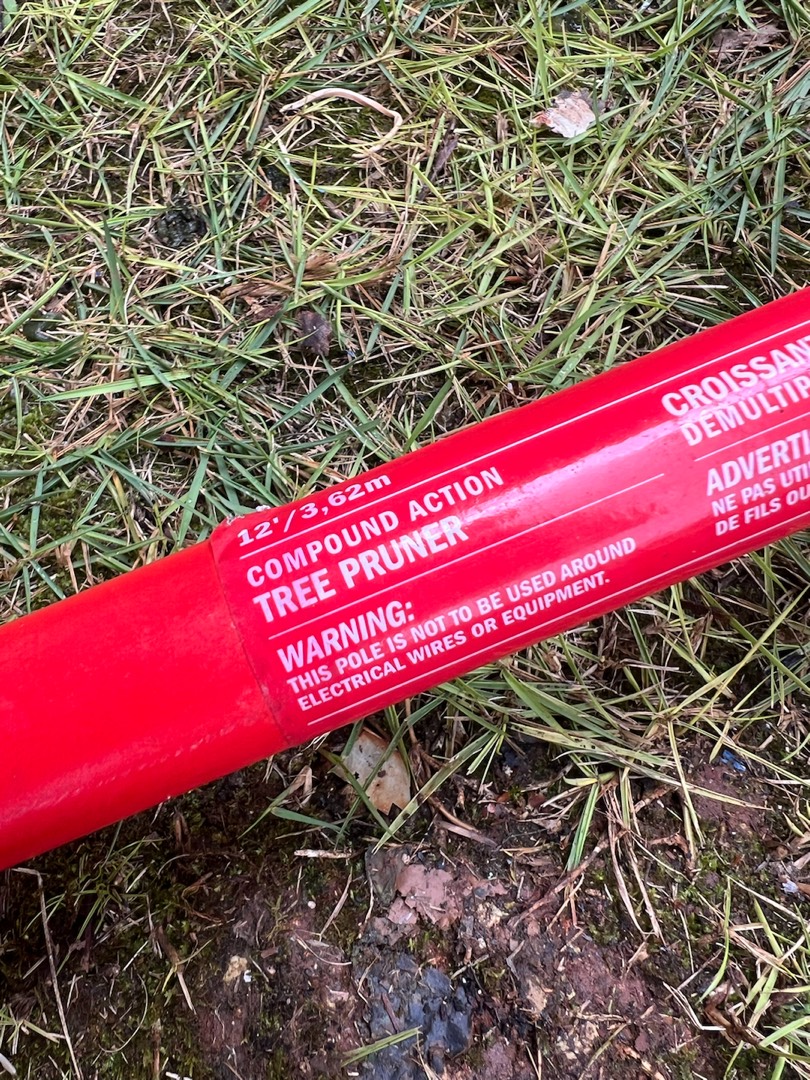 12'/3,62m
COMPOUND ACTION
TREE PRUNER
WARNING:
THIS POLE IS NOT TO BE USED AROUND
ELECTRICAL WIRES OR EQUIPMENT.
CROISSAN
DEMULTIP
ADVERTI
NE PAS UTI
DE FILS OU